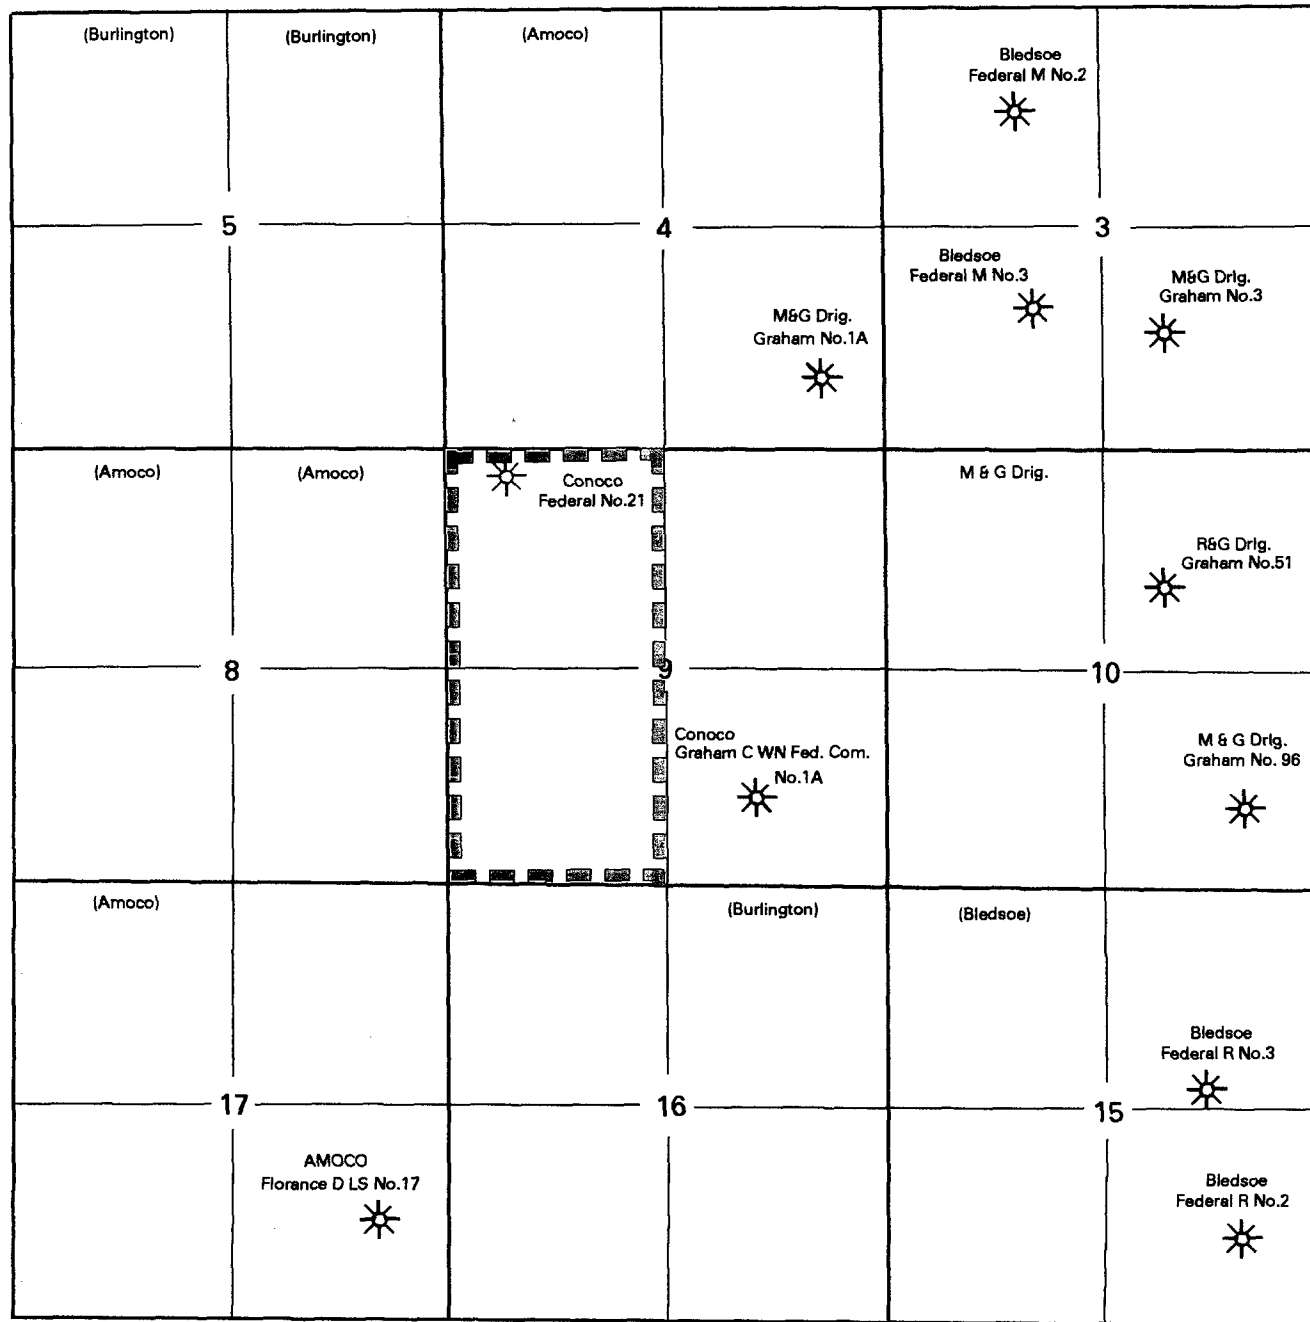 (Burlington)
(Burlington)
(Amoco)
Bledsoe
Federal M No.2
5
4
3
Bledsoe
Federal M No.3
M&G Drlg.
Graham No.3
M&G Drlg.
Graham No.1A
(Amoco)
(Amoco)
Conoco
Federal No.21
M & G Drlg.
R&G Drlg.
Graham No.51
8
9
10
Conoco
Graham C WN Fed. Com.
No.1A
M & G Drlg.
Graham No. 96
(Amoco)
(Burlington)
(Bledsoe)
Bledsoe
Federal R No.3
17
16
15
AMOCO
Florance D LS No.17
Bledsoe
Federal R No.2